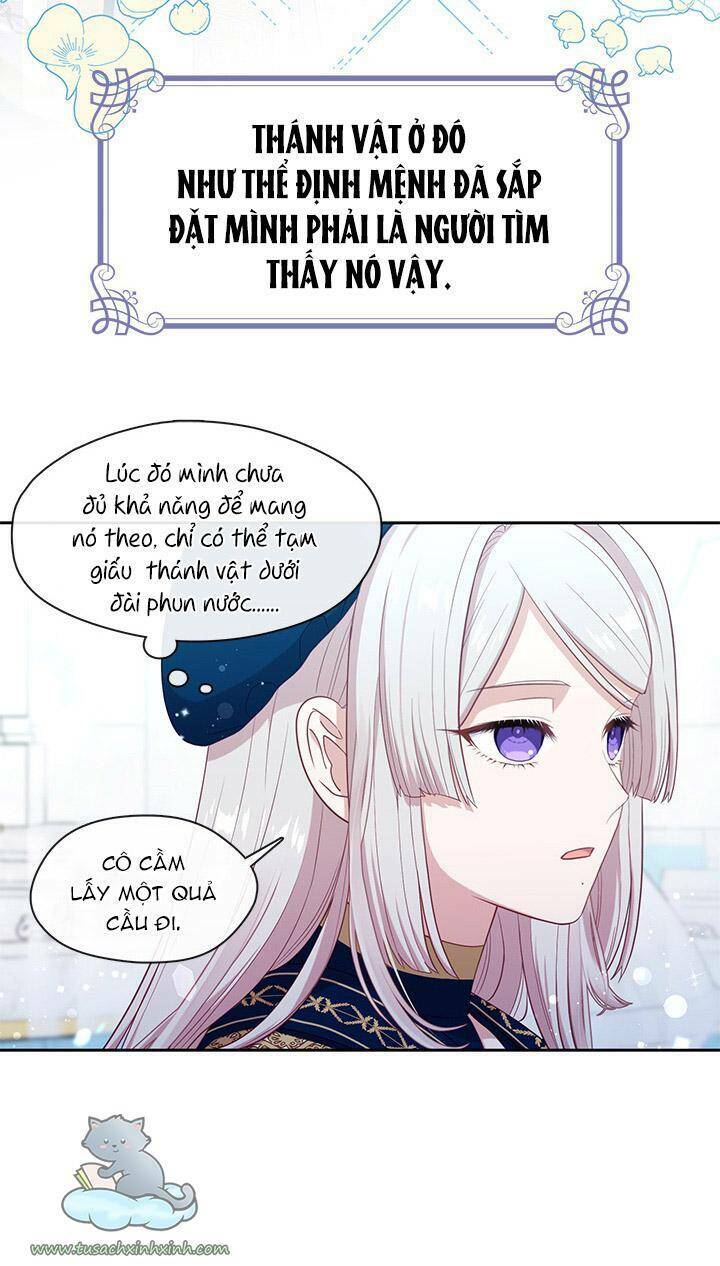 THÁNH VẬT Ở ĐÓ
NHƯ THỂ ĐỊNH MỆNH ĐÃ SẮP
ĐẶT MÌNH PHẢI LÀ NGƯỜI TÌM
THẤY NÓ VẬY.
Lúc đó mình chưa
đủ khả năng để mang
nó theo, chỉ có thể tạm
giấu thánh vật dưới
đài phun nước......
CÔ CẦM
LẤY MỘT QUẢ
CẦU ĐI.
www.tusachxinhxinh.com